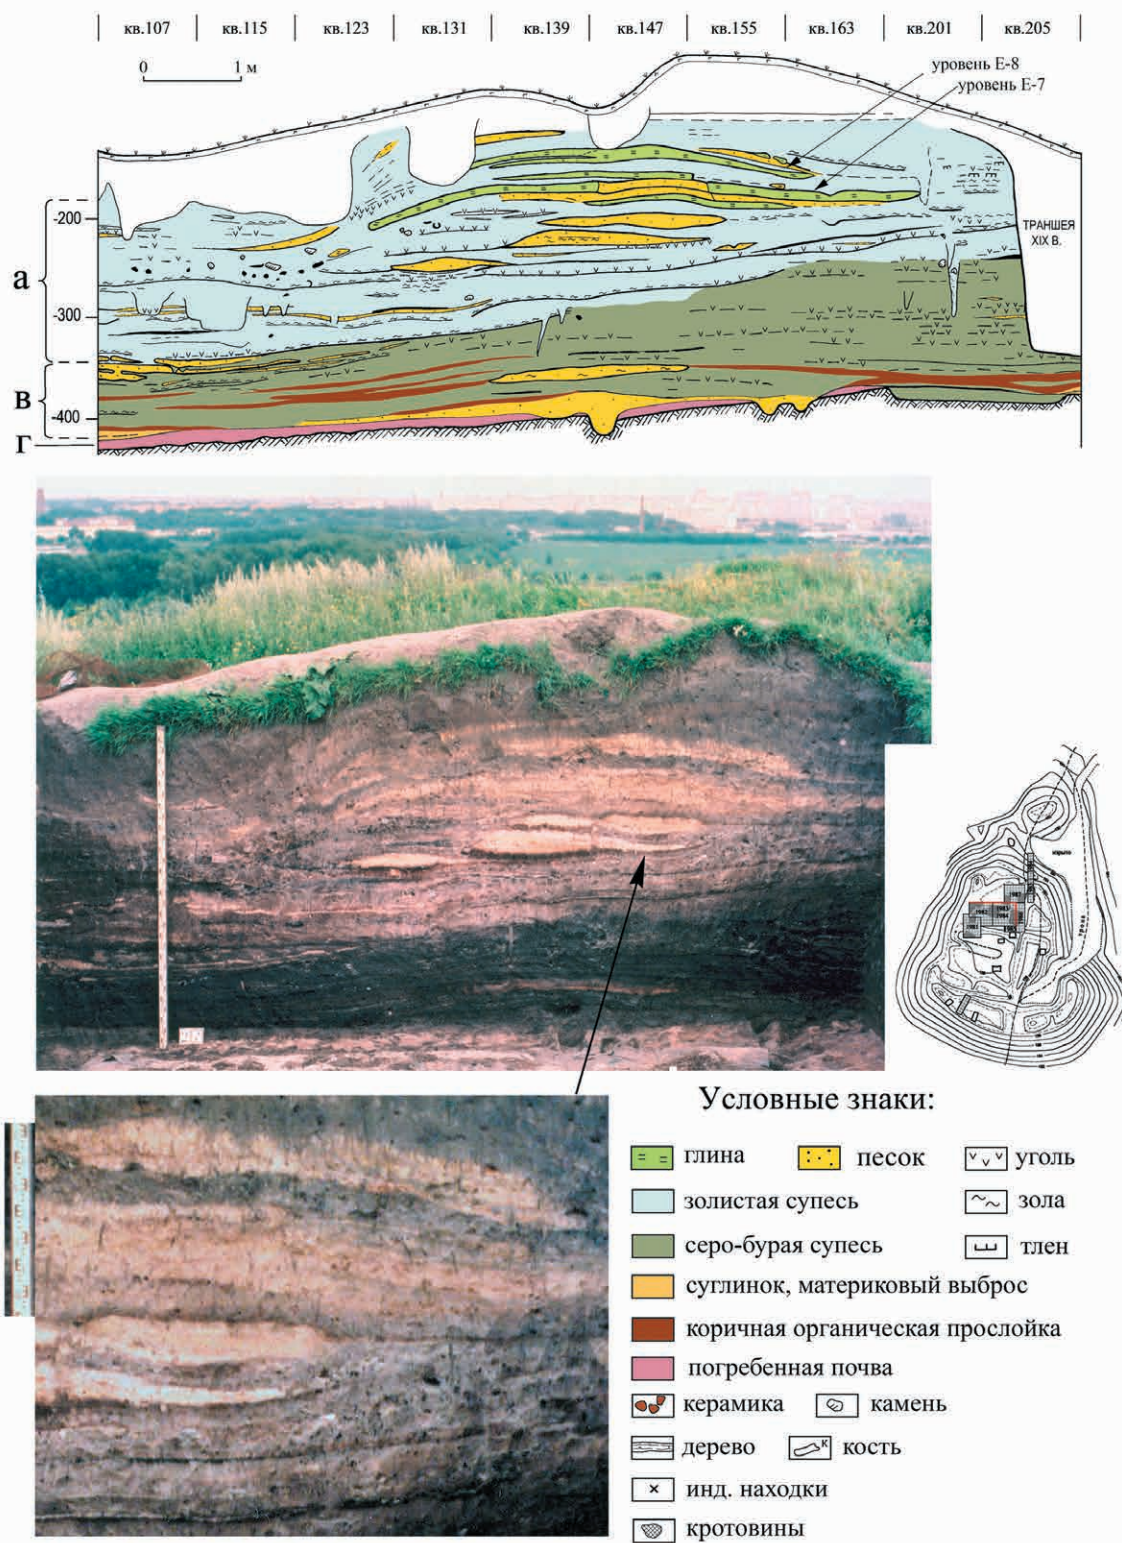 кв.107 кв.115 кв.123 кв.131 кв.139 кв.147 кв.155 кв.163 кв.201 кв.205
0 1 м
уровень Е-8
уровень Е-7
-200
ТРАНШЕЯ
XIX В.
а
-300
В
-400
Г
Условные знаки:
глина песок уголь
золистая супесь зола
серо-бурая супесь тлен
суглинок, материковый выброс
коричная органическая прослойка
погребенная почва
керамика камень
дерево к кость
инд. находки
кротовины